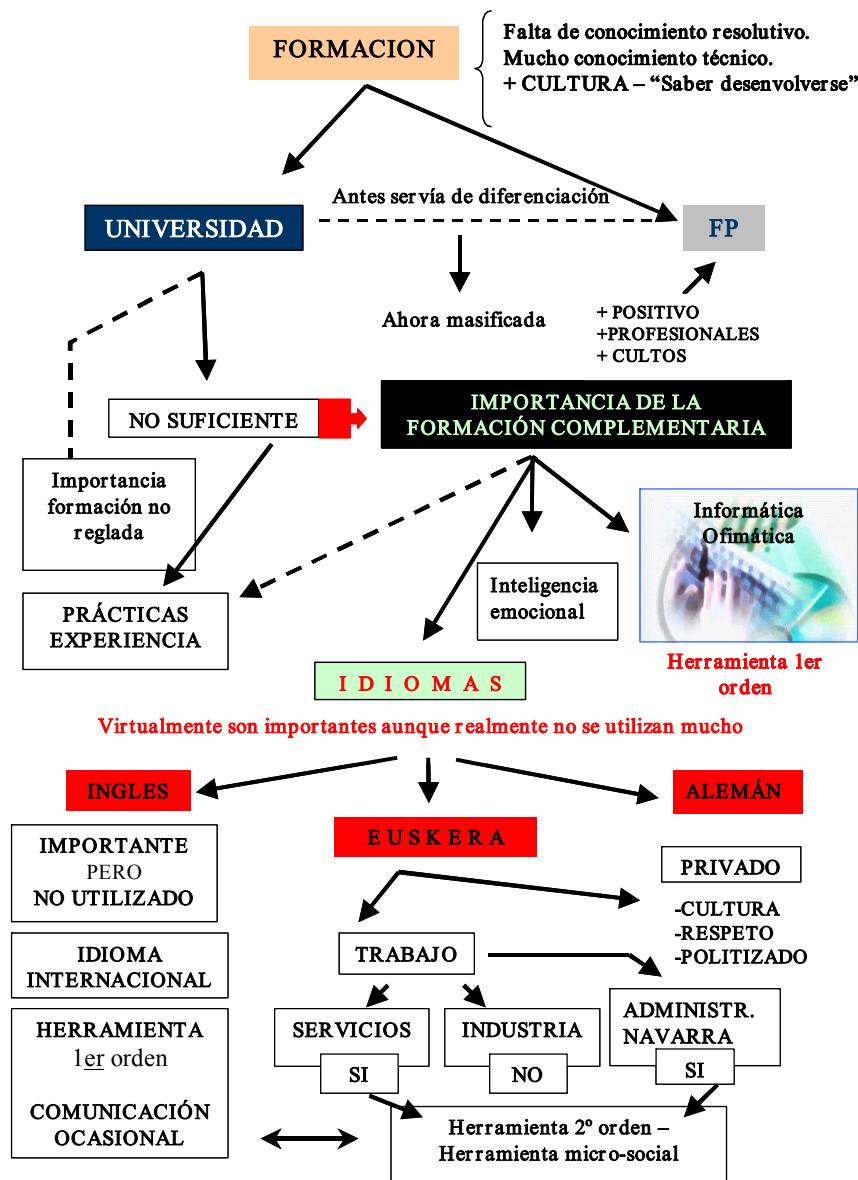 FORMACION
Falta de conocimiento resolutivo.
Mucho conocimiento técnico.
+ CULTURA – “Saber desenvolverse”
Antes servía de diferenciación
UNIVERSIDAD
FP
Ahora masificada
+ POSITIVO
+PROFESIONALES
+ CULTOS
NO SUFICIENTE
IMPORTANCIA DE LA
FORMACIÓN COMPLEMENTARIA
Importancia
formación no
reglada
Informática
Ofimática
Inteligencia
emocional
PRÁCTICAS
EXPERIENCIA
Herramienta 1er
orden
I D I O M A S
Virtualmente son importantes aunque realmente no se utilizan mucho
INGLES
ALEMÁN
E U S K E R A
IMPORTANTE
PERO
NO UTILIZADO
PRIVADO
-CULTURA
-RESPETO
-POLITIZADO
IDIOMA
INTERNACIONAL
TRABAJO
HERRAMIENTA
1er orden
COMUNICACIÓN
OCASIONAL
SERVICIOS
SI
INDUSTRIA
NO
ADMINISTR.
NAVARRA
SI
Herramienta 2º orden –
Herramienta micro-social